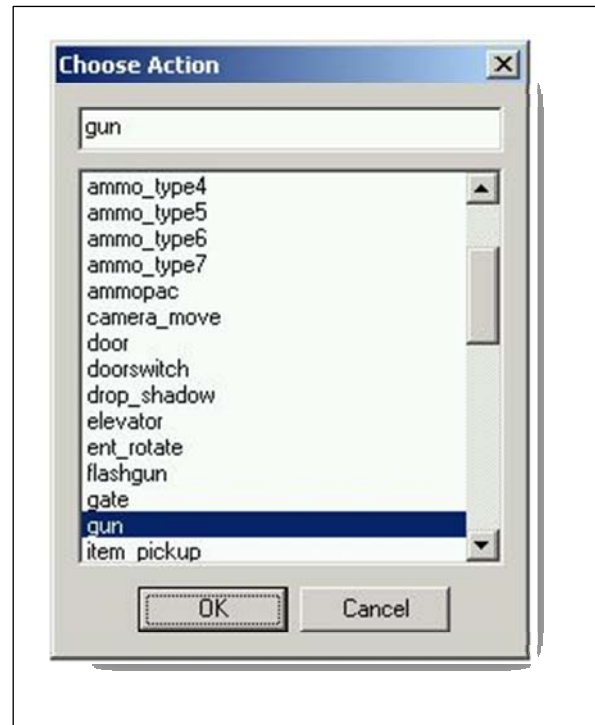 Choose Action
gun
ammo_type4
ammo_type5
ammo_type6
ammo_type7
ammopac
camera_move
door
doorswitch
drop_shadow
elevator
ent_rotate
flashgun
gate
gun
item_pickup
OK Cancel